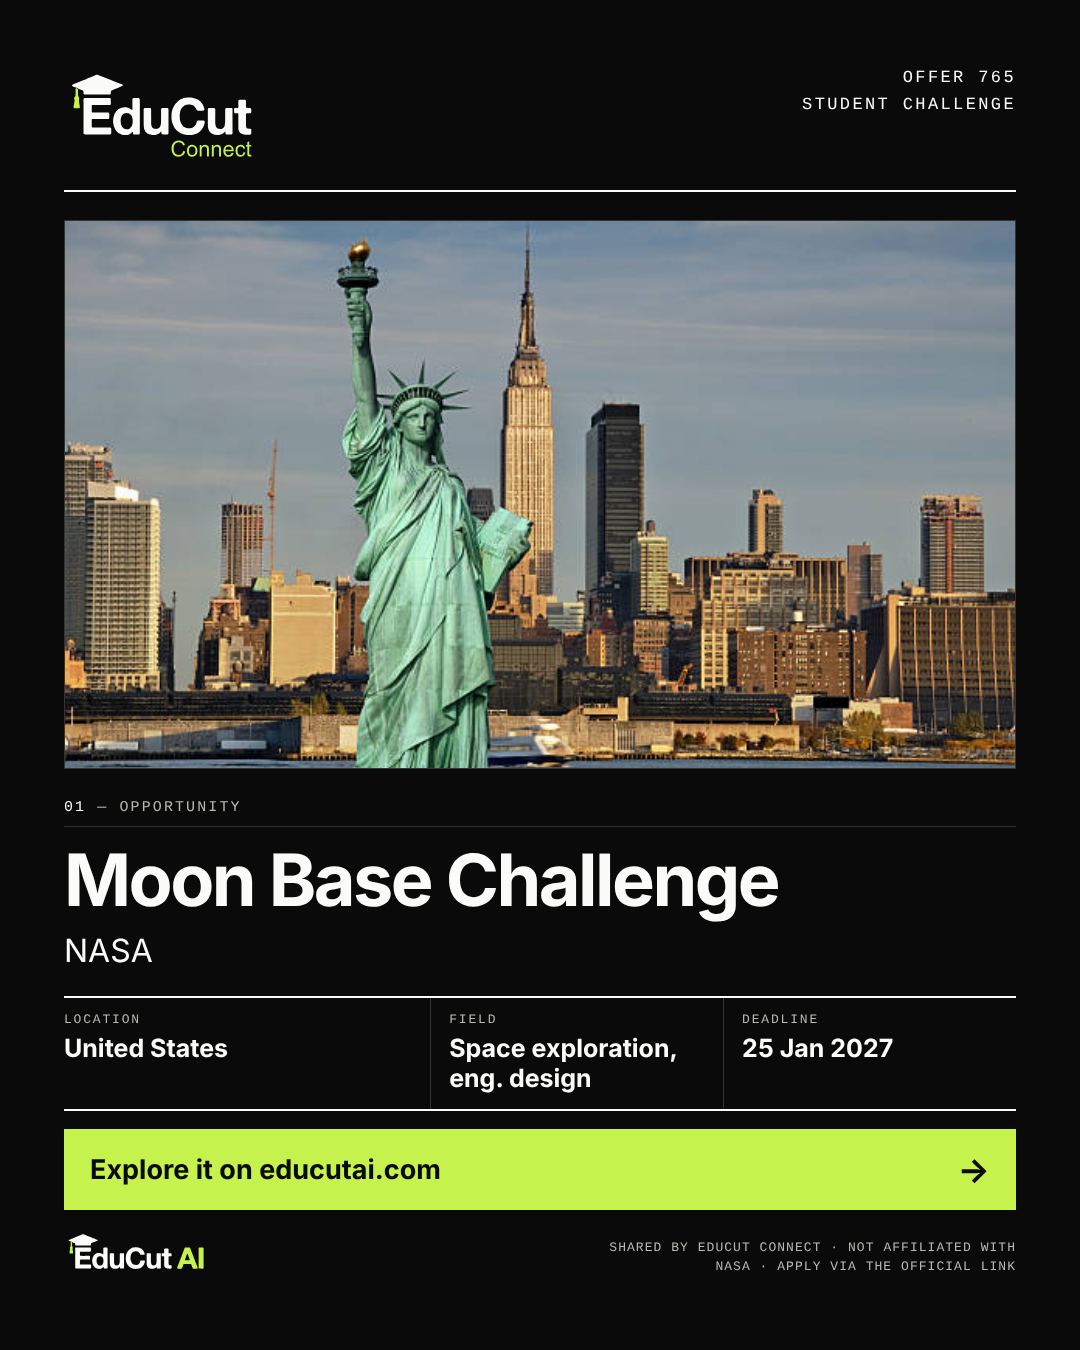 EduCut
Connect
OFFER 765
STUDENT CHALLENGE
01 — OPPORTUNITY
Moon Base Challenge
NASA
LOCATION
United States
FIELD
Space exploration,
eng. design
DEADLINE
25 Jan 2027
Explore it on educutai.com →
EduCut AI
SHARED BY EDUCUT CONNECT · NOT AFFILIATED WITH
NASA · APPLY VIA THE OFFICIAL LINK